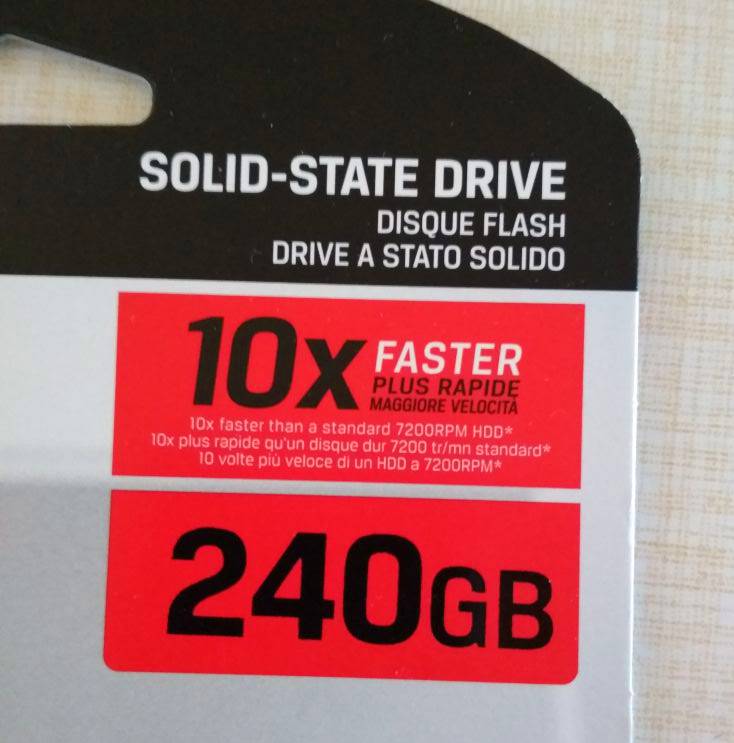 SOLID-STATE DRIVE
DISQUE FLASH
DRIVE A STATO SOLIDO
10x FASTER
PLUS RAPIDE
MAGGIORE VELOCITÀ
10x faster than a standard 7200RPM HDD*
10x plus rapide qu'un disque dur 7200 tr/mn standard*
10 volte più veloce di un HDD a 7200RPM*
240GB